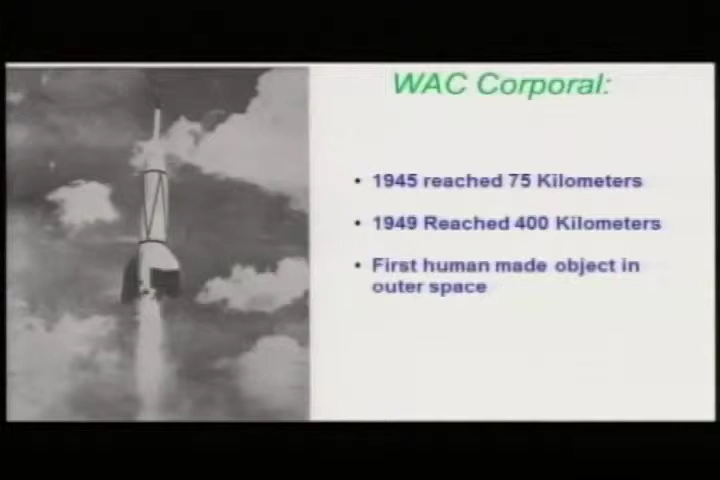 WAC Corporal:
• 1945 reached 75 Kilometers
• 1949 Reached 400 Kilometers
• First human made object in
outer space